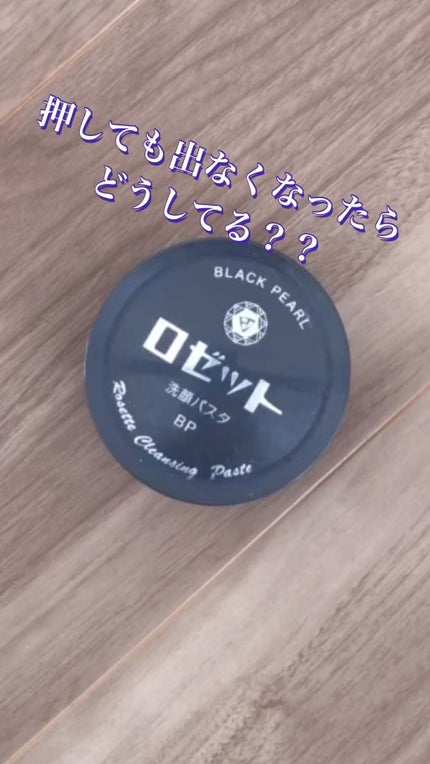 押しても出なくなったら
どうしてる？？
BLACK PEARL
ロゼット
洗顔パスタ
BP
Rosette Cleansing Paste